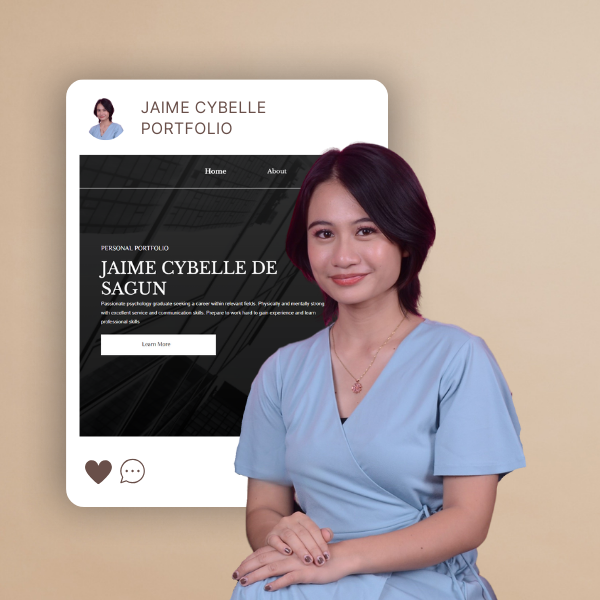 JAIME CYBELLE
PORTFOLIO
Home About
PERSONAL PORTFOLIO
JAIME CYBELLE DE
SAGUN
Passionate psychology graduate seeking a career within relevant fields. Physically and mentally strong
with excellent service and communication skills. Prepare to work hard to gain experience and learn
professional skills
Learn More